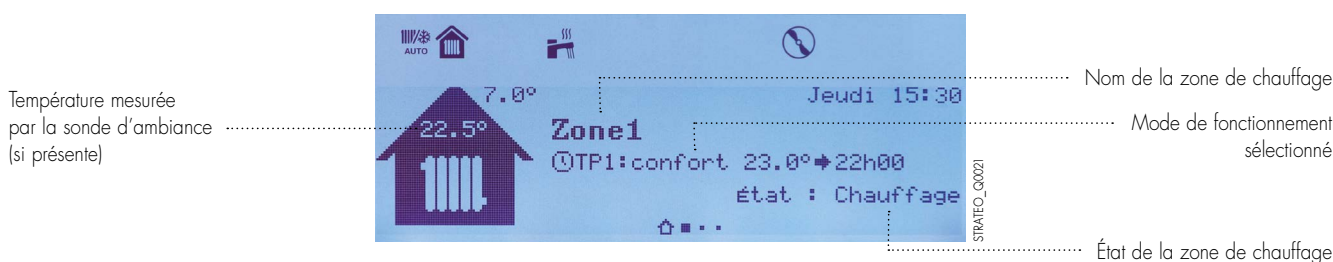 AUTO
7.0°
Jeudi 15:30
22.5°
Zone1
TP1:confort 23.0°➔22h00
État : Chauffage
Température mesurée
par la sonde d'ambiance
(si présente)
Nom de la zone de chauffage
Mode de fonctionnement
sélectionné
État de la zone de chauffage
STRATEO_Q0021